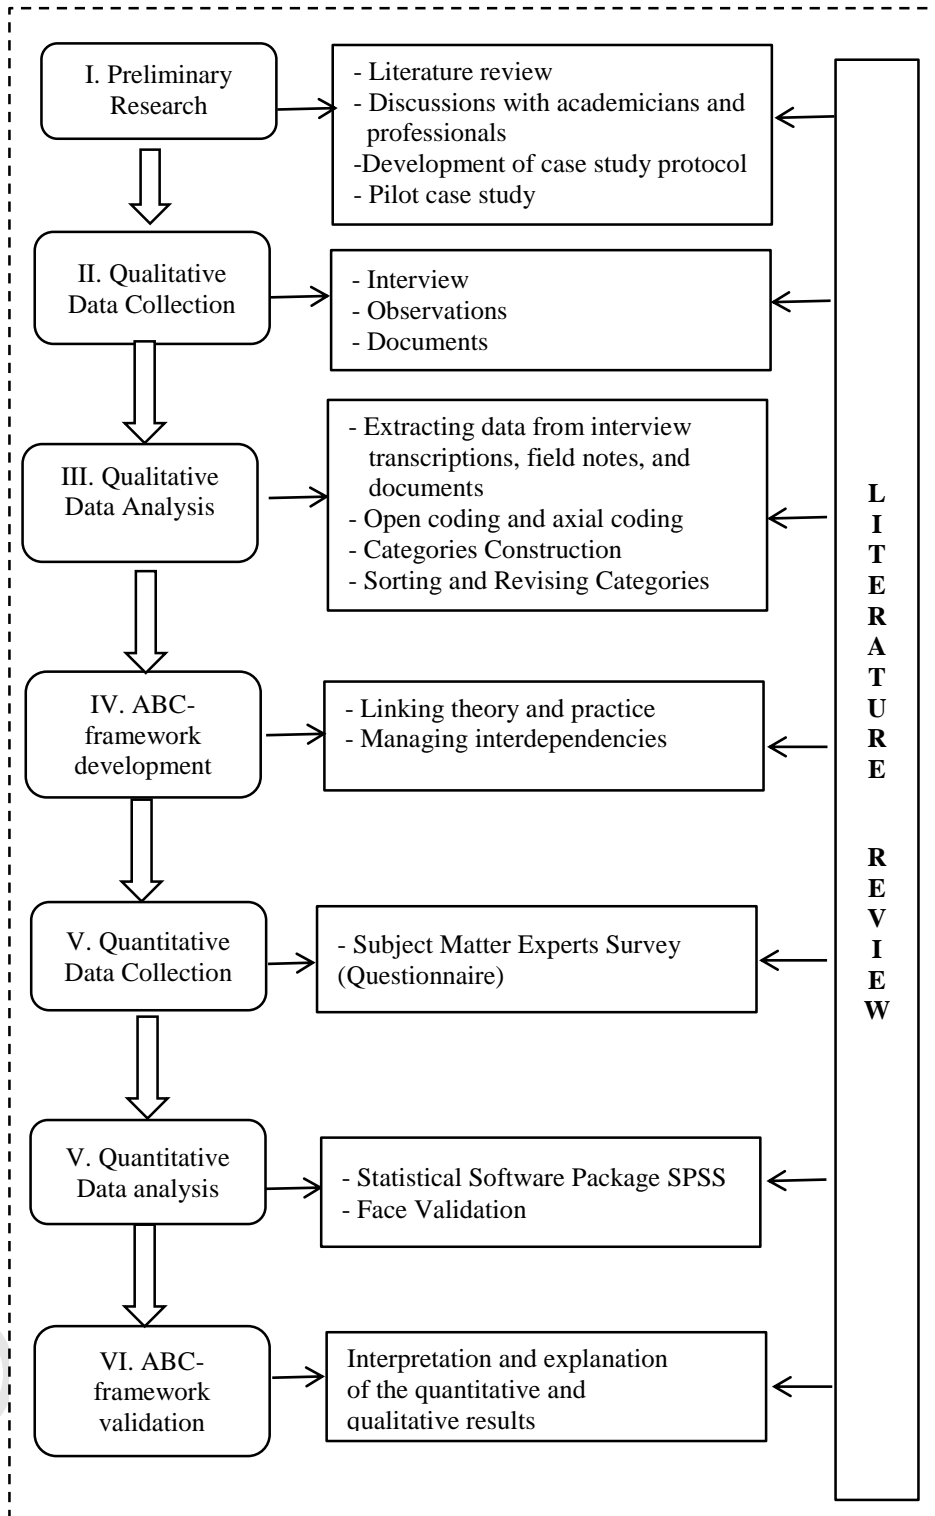 I. Preliminary
Research
- Literature review
- Discussions with academicians and
professionals
-Development of case study protocol
- Pilot case study
II. Qualitative
Data Collection
- Interview
- Observations
- Documents
III. Qualitative
Data Analysis
- Extracting data from interview
transcriptions, field notes, and
documents
- Open coding and axial coding
- Categories Construction
- Sorting and Revising Categories
IV. ABC-
framework
development
- Linking theory and practice
- Managing interdependencies
V. Quantitative
Data Collection
- Subject Matter Experts Survey
(Questionnaire)
V. Quantitative
Data analysis
- Statistical Software Package SPSS
- Face Validation
VI. ABC-
framework
validation
Interpretation and explanation
of the quantitative and
qualitative results
LITERATURE REVIEW